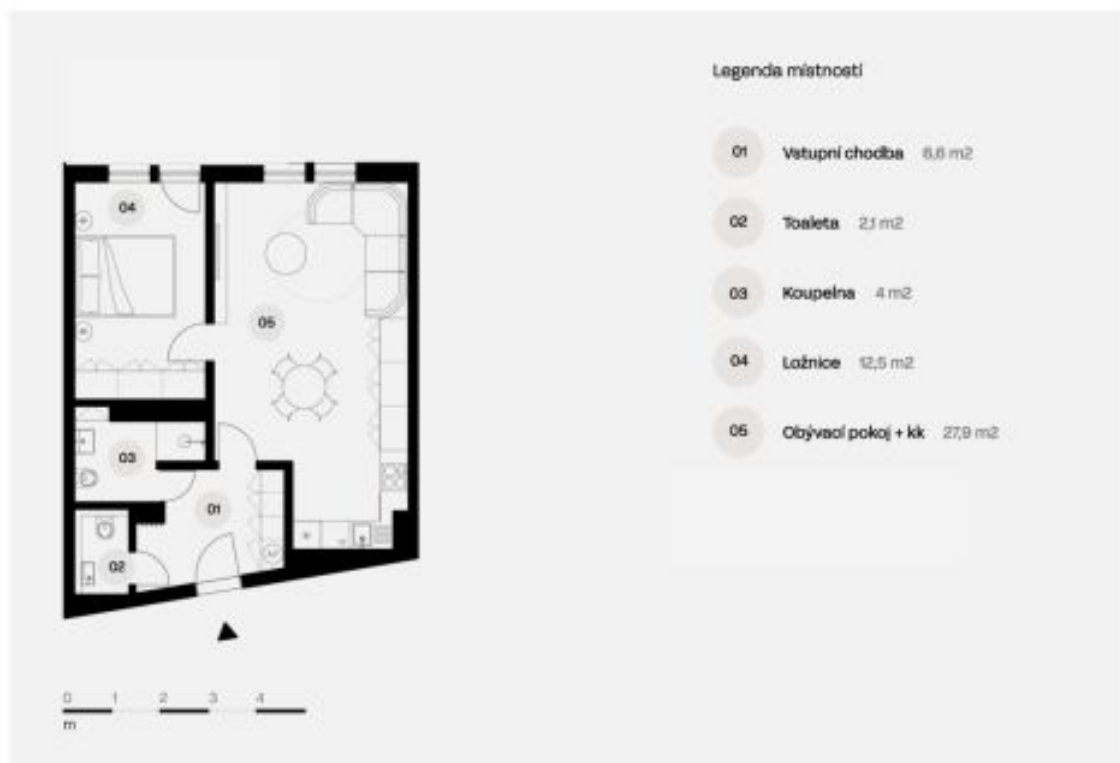 Legenda místností
01 Vstupní chodba 6,6 m2
02 Toaleta 2,1 m2
03 Koupelna 4 m2
04 Ložnice 12,5 m2
05 Obývací pokoj + kk 27,9 m2
04
05
03
01
02
0 1 2 3 4
m